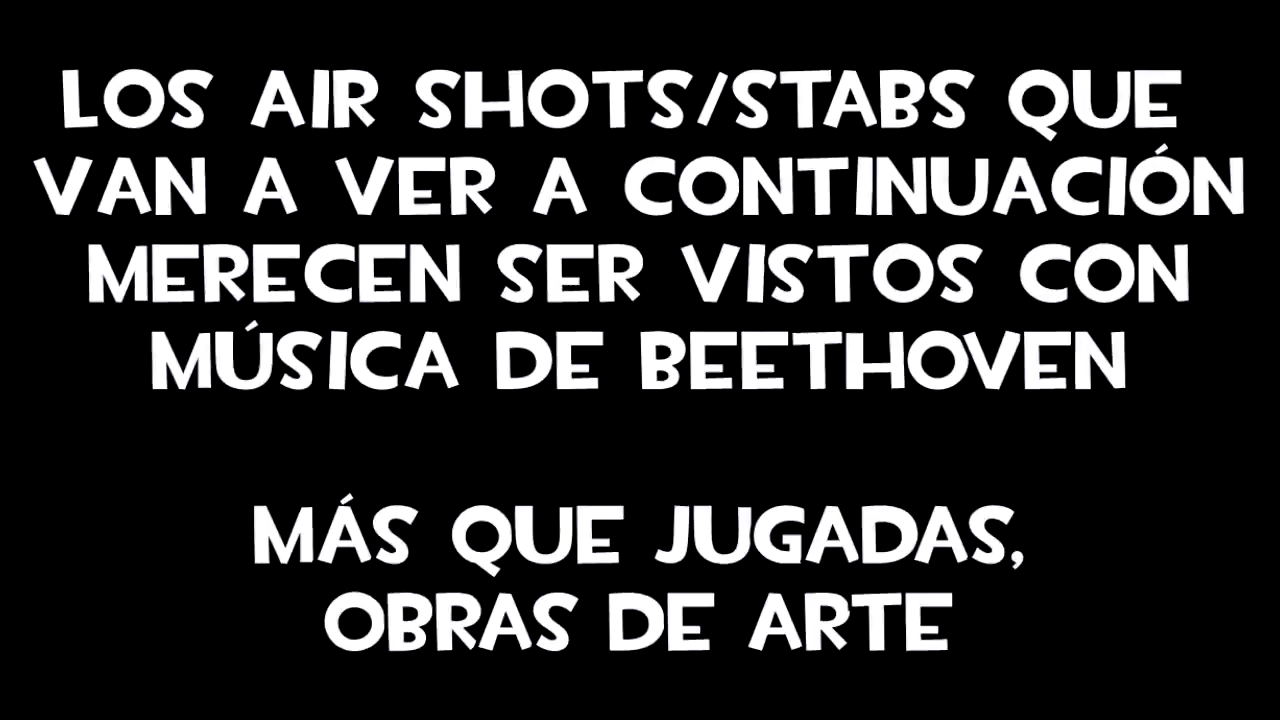 LOS AIR SHOTS/STABS QUE
VAN A VER A CONTINUACIÓN
MERECEN SER VISTOS CON
MÚSICA DE BEETHOVEN
MÁS QUE JUGADAS,
OBRAS DE ARTE